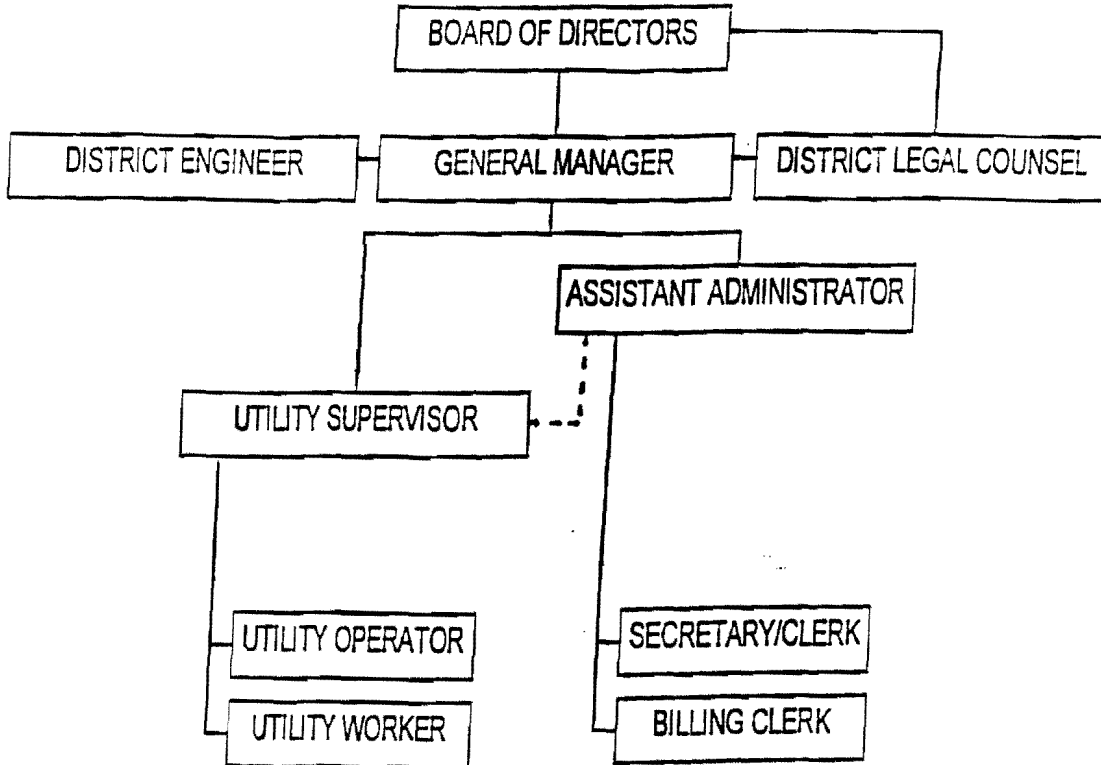 BOARD OF DIRECTORS
DISTRICT ENGINEER
GENERAL MANAGER
DISTRICT LEGAL COUNSEL
ASSISTANT ADMINISTRATOR
UTILITY SUPERVISOR
UTILITY OPERATOR
SECRETARY/CLERK
UTILITY WORKER
BILLING CLERK